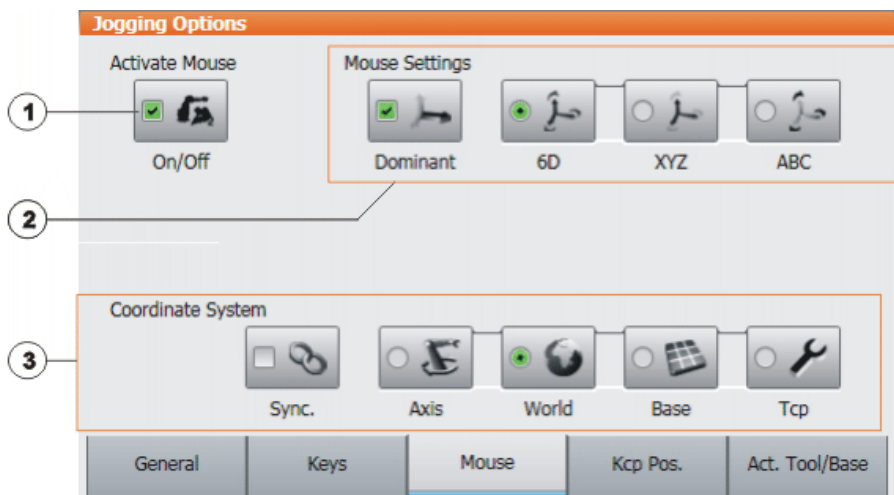 Jogging Options
Activate Mouse
Mouse Settings
1
On/Off
Dominant
6D
XYZ
ABC
2
Coordinate System
3
Sync.
Axis
World
Base
Tcp
General
Keys
Mouse
Kcp Pos.
Act. Tool/Base